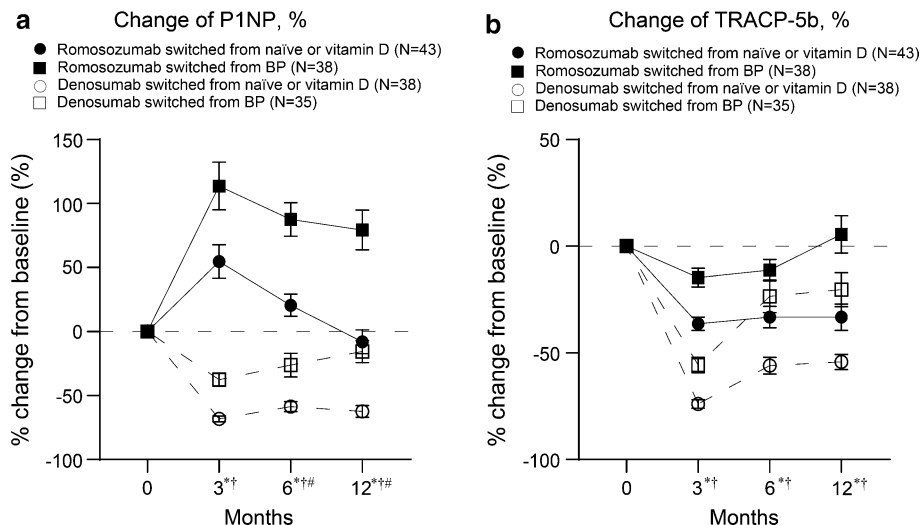 a Change of P1NP, %
Romosozumab switched from naïve or vitamin D (N=43)
Romosozumab switched from BP (N=38)
Denosumab switched from naïve or vitamin D (N=38)
Denosumab switched from BP (N=35)
150
100
50
0
-50
-100
% change from baseline (%)
0 3*† 6*†# 12*†#
Months
b Change of TRACP-5b, %
Romosozumab switched from naïve or vitamin D (N=43)
Romosozumab switched from BP (N=38)
Denosumab switched from naïve or vitamin D (N=38)
Denosumab switched from BP (N=35)
50
0
-50
-100
% change from baseline (%)
0 3*† 6*† 12*†
Months